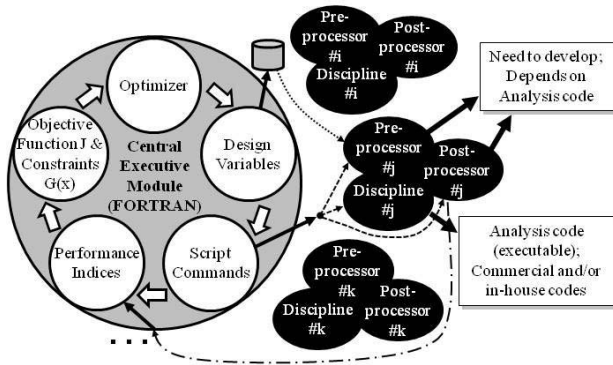 Optimizer
Design
Variables
Script
Commands
Performance
Indices
Objective
Function J &
Constraints
G(x)
Central
Executive
Module
(FORTRAN)
. . .
Pre-
processor
#i
Post-
processor
#i
Discipline
#i
Pre-
processor
#j
Post-
processor
#j
Discipline
#j
Pre-
processor
#k
Discipline
#k
Post-
processor
#k
Need to develop;
Depends on
Analysis code
Analysis code
(executable);
Commercial and/or
in-house codes